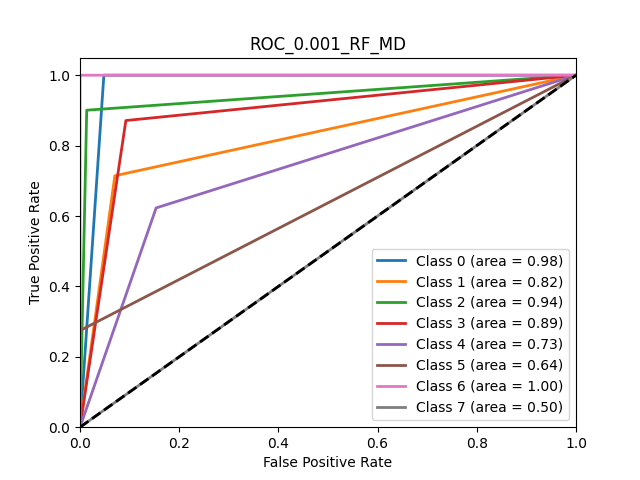 ROC_0.001_RF_MD
True Positive Rate
1.0
0.8
0.6
0.4
0.2
0.0
Class 0 (area = 0.98)
Class 1 (area = 0.82)
Class 2 (area = 0.94)
Class 3 (area = 0.89)
Class 4 (area = 0.73)
Class 5 (area = 0.64)
Class 6 (area = 1.00)
Class 7 (area = 0.50)
0.0 0.2 0.4 0.6 0.8 1.0
False Positive Rate